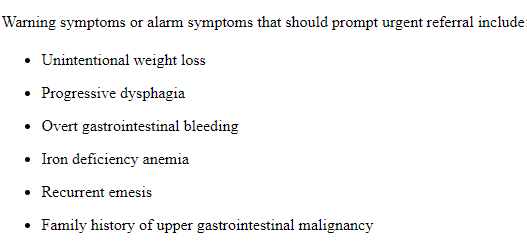 Warning symptoms or alarm symptoms that should prompt urgent referral include:
• Unintentional weight loss
• Progressive dysphagia
• Overt gastrointestinal bleeding
• Iron deficiency anemia
• Recurrent emesis
• Family history of upper gastrointestinal malignancy